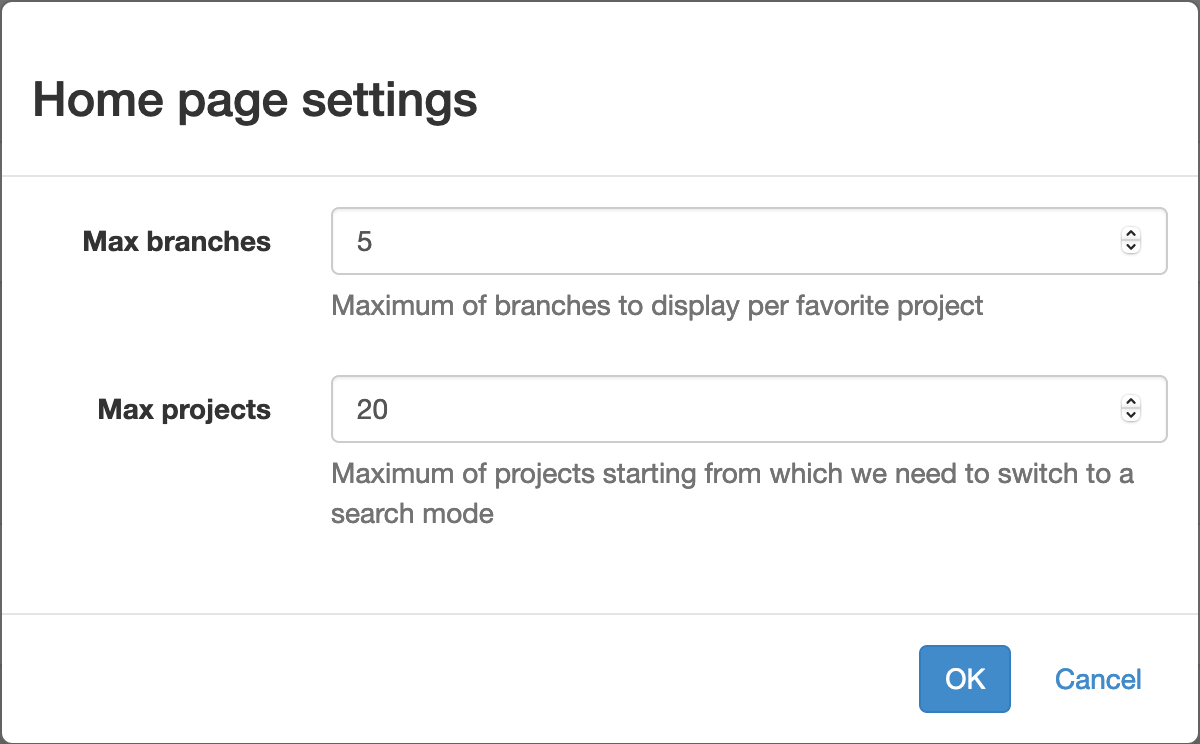 Home page settings
Max branches
5
Maximum of branches to display per favorite project
Max projects
20
Maximum of projects starting from which we need to switch to a
search mode
OK
Cancel